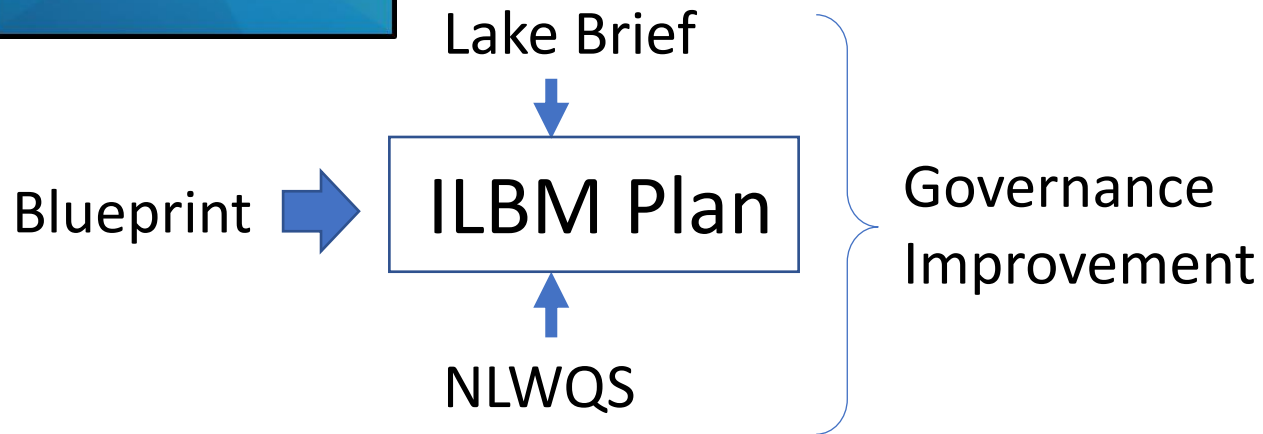 Lake Brief
Blueprint
ILBM Plan
NLWQS
Governance
Improvement